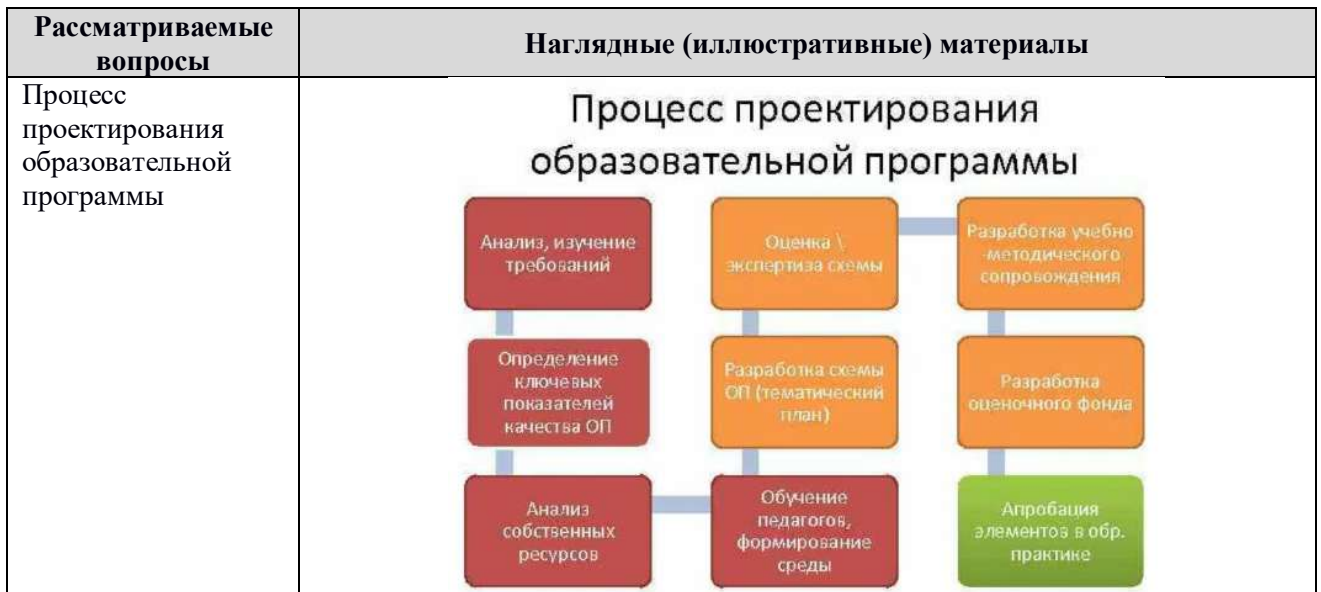 Рассматриваемые
вопросы
Наглядные (иллюстративные) материалы
Процесс
проектирования
образовательной
программы
Процесс проектирования
образовательной программы
Анализ, изучение
требований
Определение
ключевых
показателей
качества ОП
Анализ
собственных
ресурсов
Обучение
педагогов,
формирование
среды
Разработка схемы
ОП (тематический
план)
Оценка \
экспертиза схемы
Разработка учебно
-методического
сопровождения
Разработка
оценочного фонда
Апробация
элементов в обр.
практике